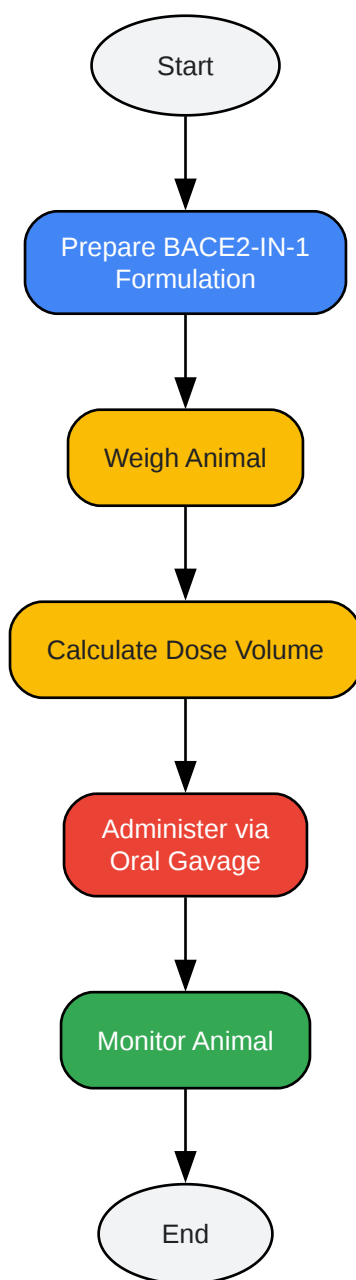 Start
Prepare BACE2-IN-1
Formulation
Weigh Animal
Calculate Dose Volume
Administer via
Oral Gavage
Monitor Animal
End